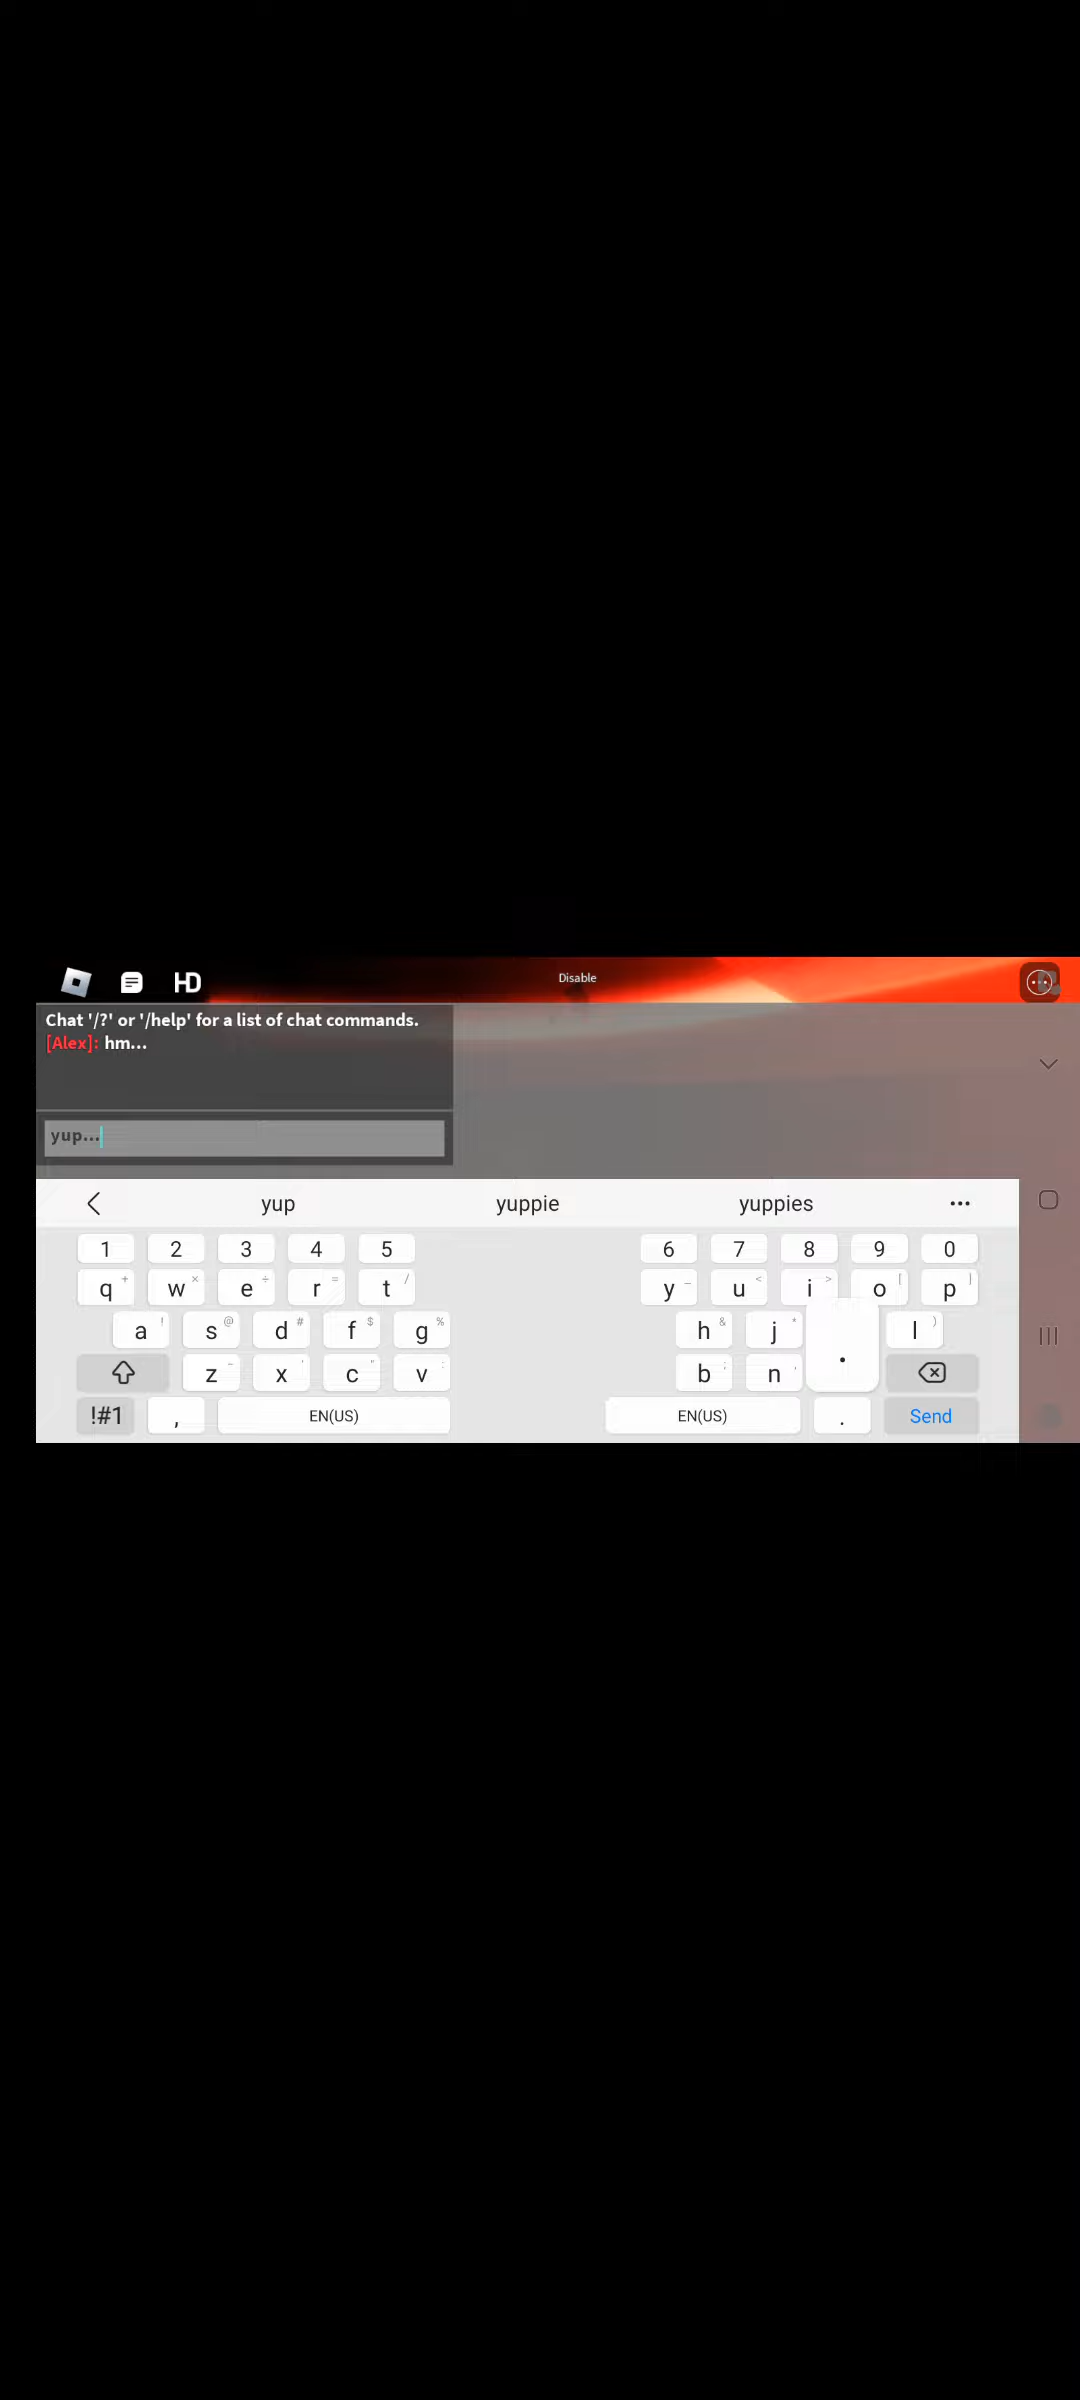 HD
Disable
Chat '/?' or '/help' for a list of chat commands.
[Alex]: hm...
yup...
yup yuppie yuppies
1 2 3 4 5 6 7 8 9 0
q w e r t y u i o p
a s d f g h j l
z x c v b n .
!#1 , EN(US) EN(US) . Send